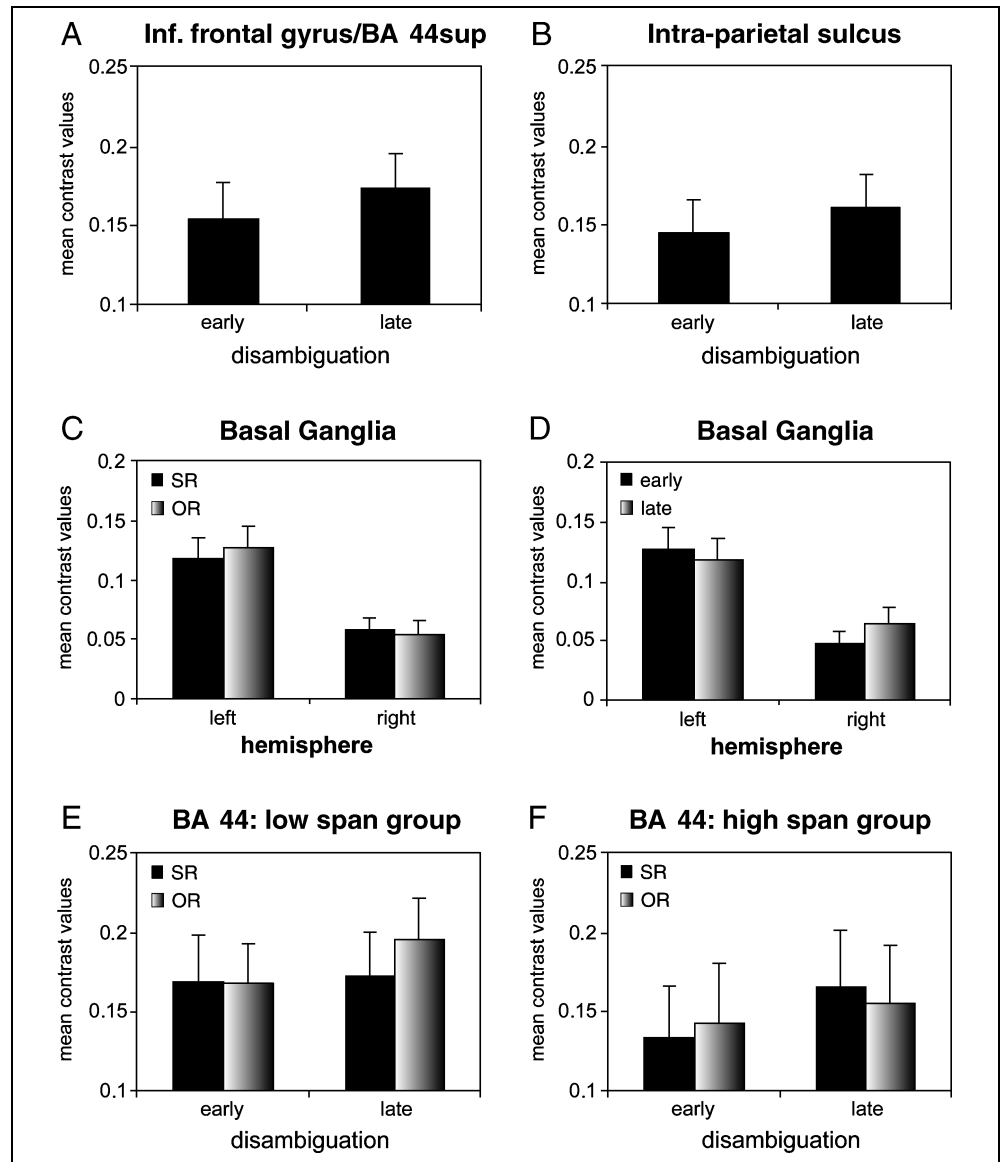 A Inf. frontal gyrus/BA 44sup
mean contrast values
0.25
0.2
0.15
0.1
early late
disambiguation
B Intra-parietal sulcus
mean contrast values
0.25
0.2
0.15
0.1
early late
disambiguation
C Basal Ganglia
mean contrast values
0.2
0.15
0.1
0.05
0
SR
OR
left right
hemisphere
D Basal Ganglia
mean contrast values
0.2
0.15
0.1
0.05
0
early
late
left right
hemisphere
E BA 44: low span group
mean contrast values
0.25
0.2
0.15
0.1
SR
OR
early late
disambiguation
F BA 44: high span group
mean contrast values
0.25
0.2
0.15
0.1
SR
OR
early late
disambiguation